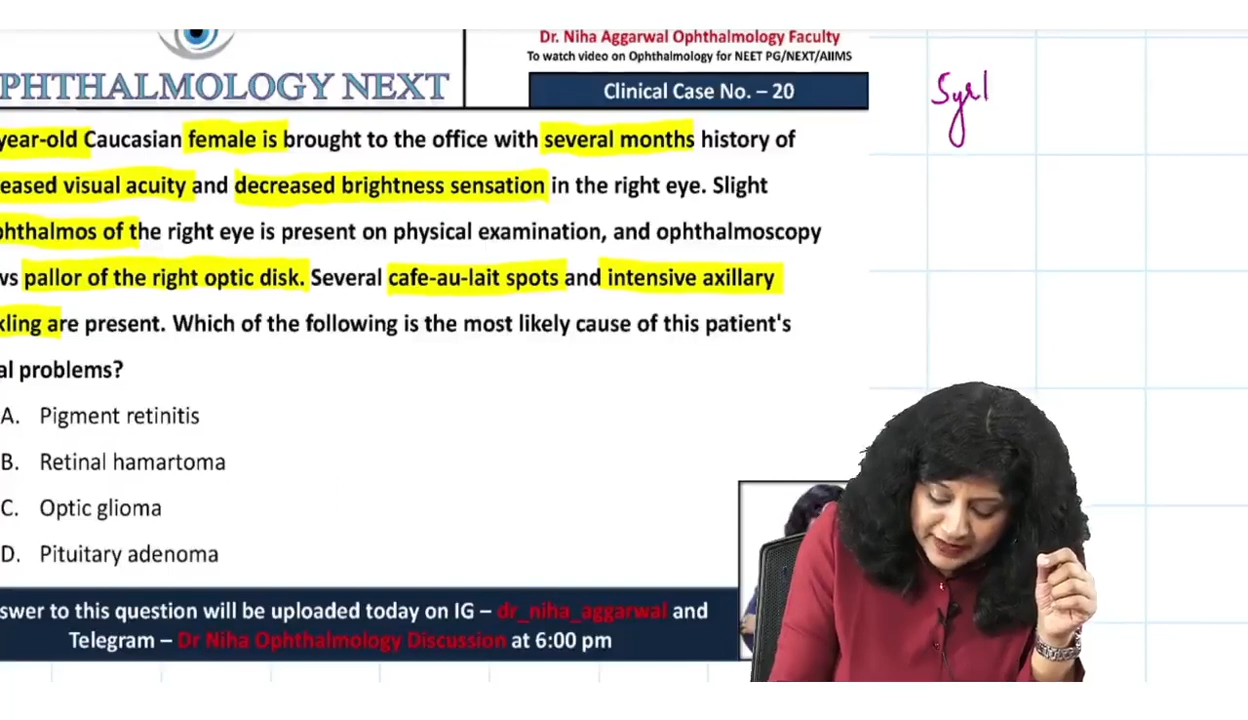 Dr. Niha Aggarwal Ophthalmology Faculty
To watch video on Ophthalmology for NEET PG/NEXT/AIIMS
PHTHALMOLOGY NEXT
Clinical Case No. – 20
Syr
year-old Caucasian female is brought to the office with several months history of
eased visual acuity and decreased brightness sensation in the right eye. Slight
phthalmos of the right eye is present on physical examination, and ophthalmoscopy
ws pallor of the right optic disk. Several cafe-au-lait spots and intensive axillary
kling are present. Which of the following is the most likely cause of this patient's
al problems?
A. Pigment retinitis
B. Retinal hamartoma
C. Optic glioma
D. Pituitary adenoma
swer to this question will be uploaded today on IG – dr_niha_aggarwal and
Telegram – Dr Niha Ophthalmology Discussion at 6:00 pm